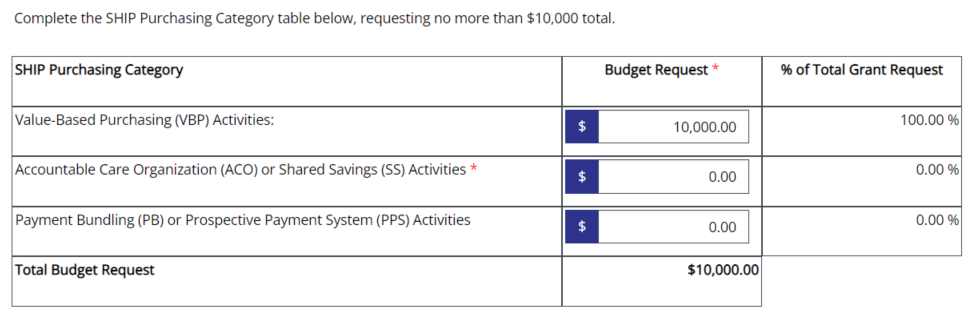 Complete the SHIP Purchasing Category table below, requesting no more than $10,000 total.
SHIP Purchasing Category Budget Request * % of Total Grant Request
Value-Based Purchasing (VBP) Activities: $ 10,000.00 100.00 %
Accountable Care Organization (ACO) or Shared Savings (SS) Activities * $ 0.00 0.00 %
Payment Bundling (PB) or Prospective Payment System (PPS) Activities $ 0.00 0.00 %
Total Budget Request $10,000.00